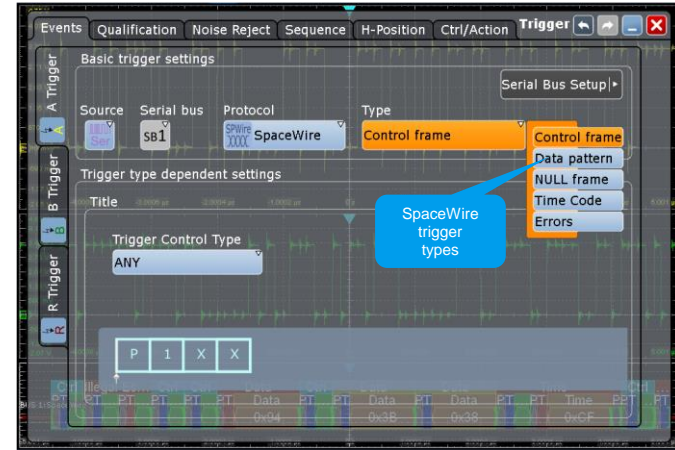 Events Qualification Noise Reject Sequence H-Position Ctrl/Action Trigger
A Trigger
B Trigger
R Trigger
Basic trigger settings
Serial Bus Setup
Source Serial bus Protocol Type
Ser SB1 SPWire XXXX SpaceWire Control frame
Control frame
Data pattern
NULL frame
Time Code
Errors
Trigger type dependent settings
Title
SpaceWire
trigger
types
Trigger Control Type
ANY
P 1 X X
Data Data Data Time
0x94 0x3B 0x38 0xCF